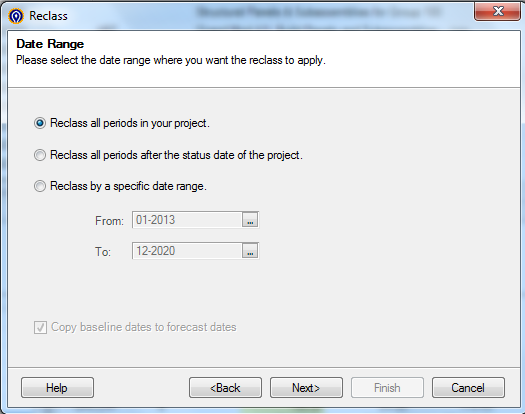 Reclass
Date Range
Please select the date range where you want the reclass to apply.
Reclass all periods in your project.
Reclass all periods after the status date of the project.
Reclass by a specific date range.
From: 01-2013 ...
To: 12-2020 ...
Copy baseline dates to forecast dates
Help <Back Next> Finish Cancel